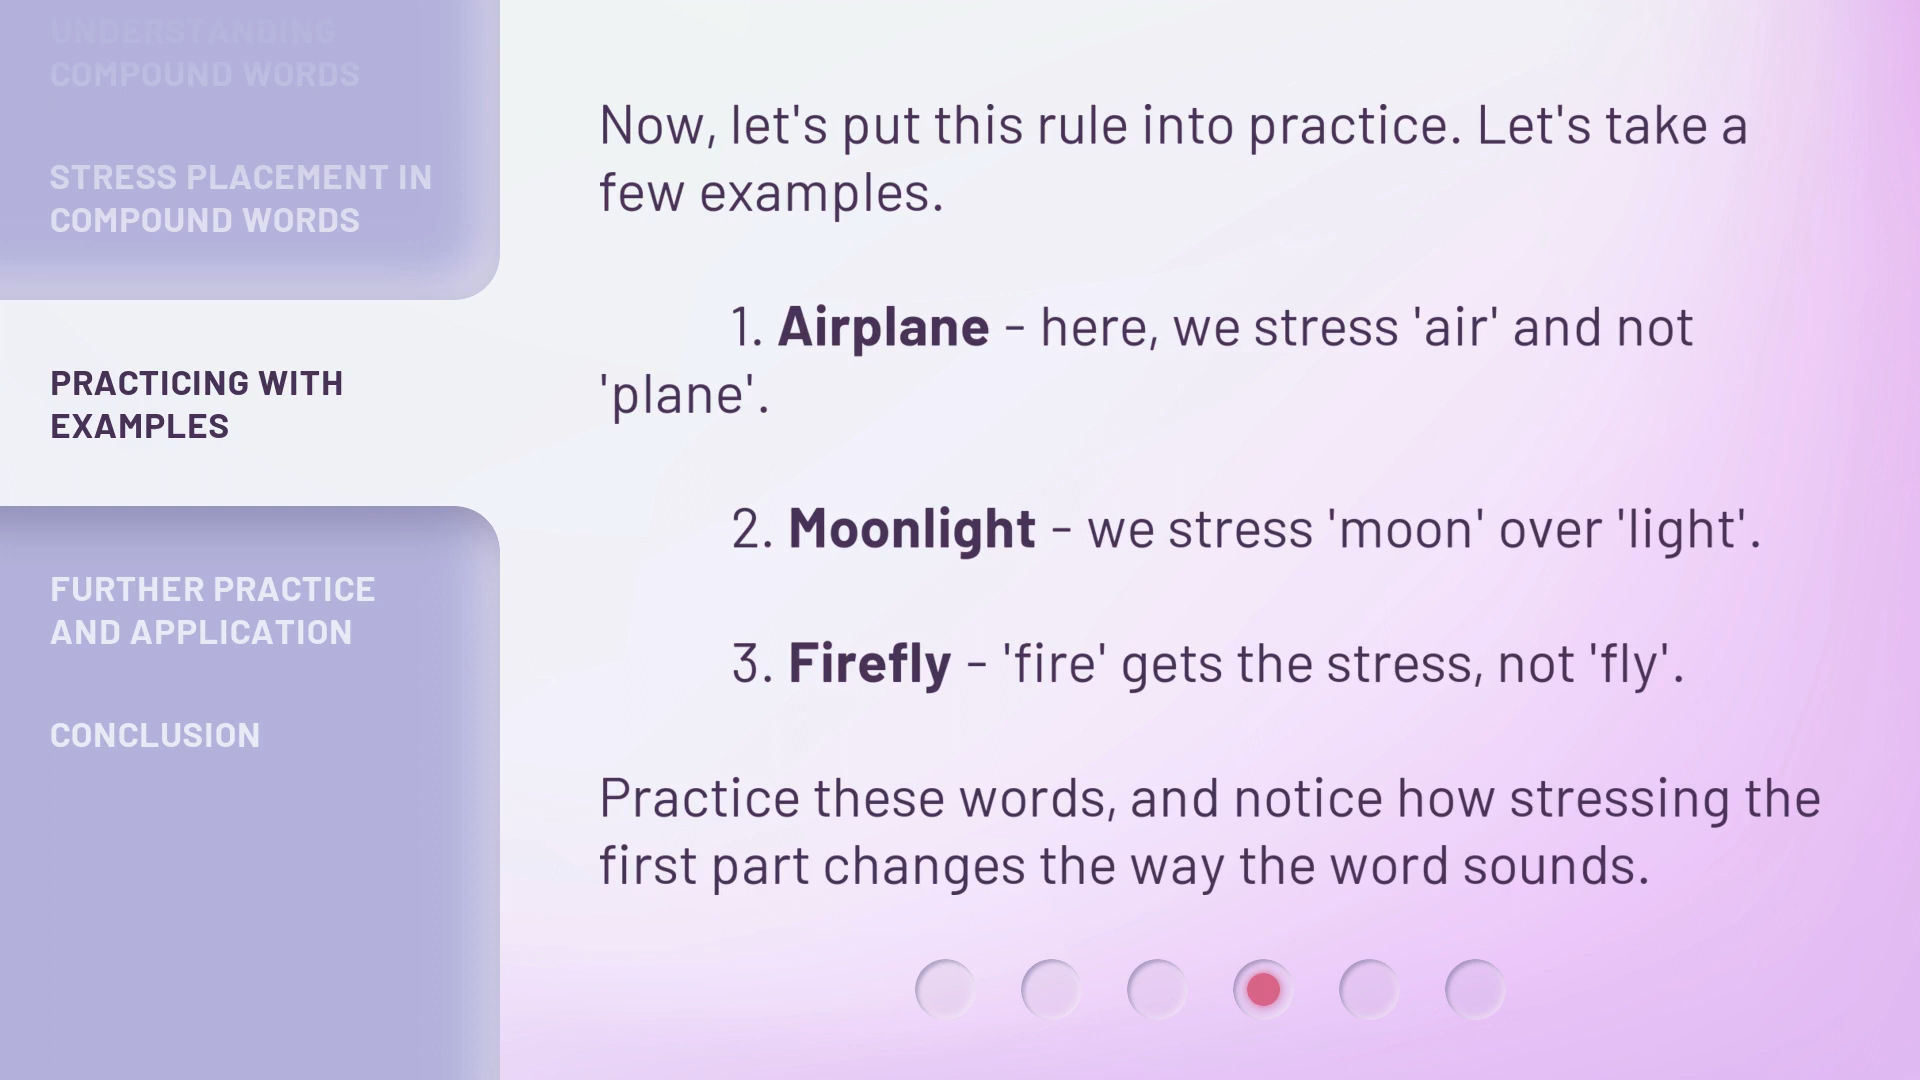 UNDERSTANDING
COMPOUND WORDS
STRESS PLACEMENT IN
COMPOUND WORDS
PRACTICING WITH
EXAMPLES
FURTHER PRACTICE
AND APPLICATION
CONCLUSION
Now, let's put this rule into practice. Let's take a
few examples.
1. Airplane - here, we stress 'air' and not
'plane'.
2. Moonlight - we stress 'moon' over 'light'.
3. Firefly - 'fire' gets the stress, not 'fly'.
Practice these words, and notice how stressing the
first part changes the way the word sounds.